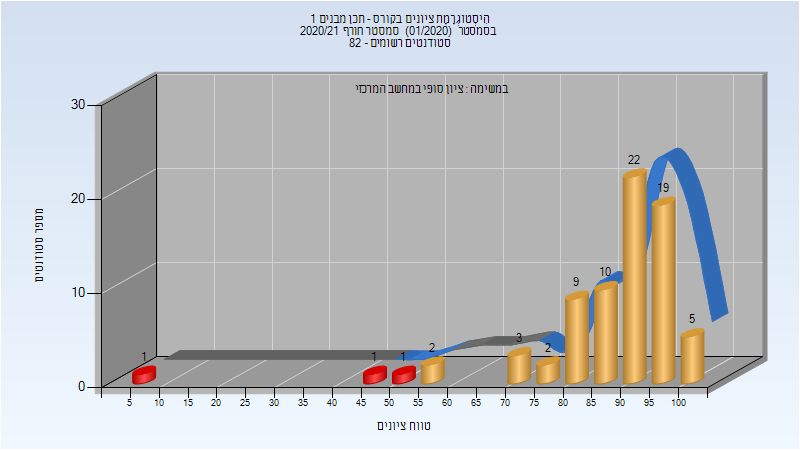 היסטוגרמת ציונים בקורס - תכן מבנים 1
בסמסטר (01/2020) סמסטר חורף 2020/21
סטודנטים רשומים - 82
במשימה : ציון סופי במחשב המרכזי
מספר סטודנטים
30
20
10
0
1
1
1
2
3
2
9
10
22
19
5
5 10 15 20 25 30 35 40 45 50 55 60 65 70 75 80 85 90 95 100
טווח ציונים